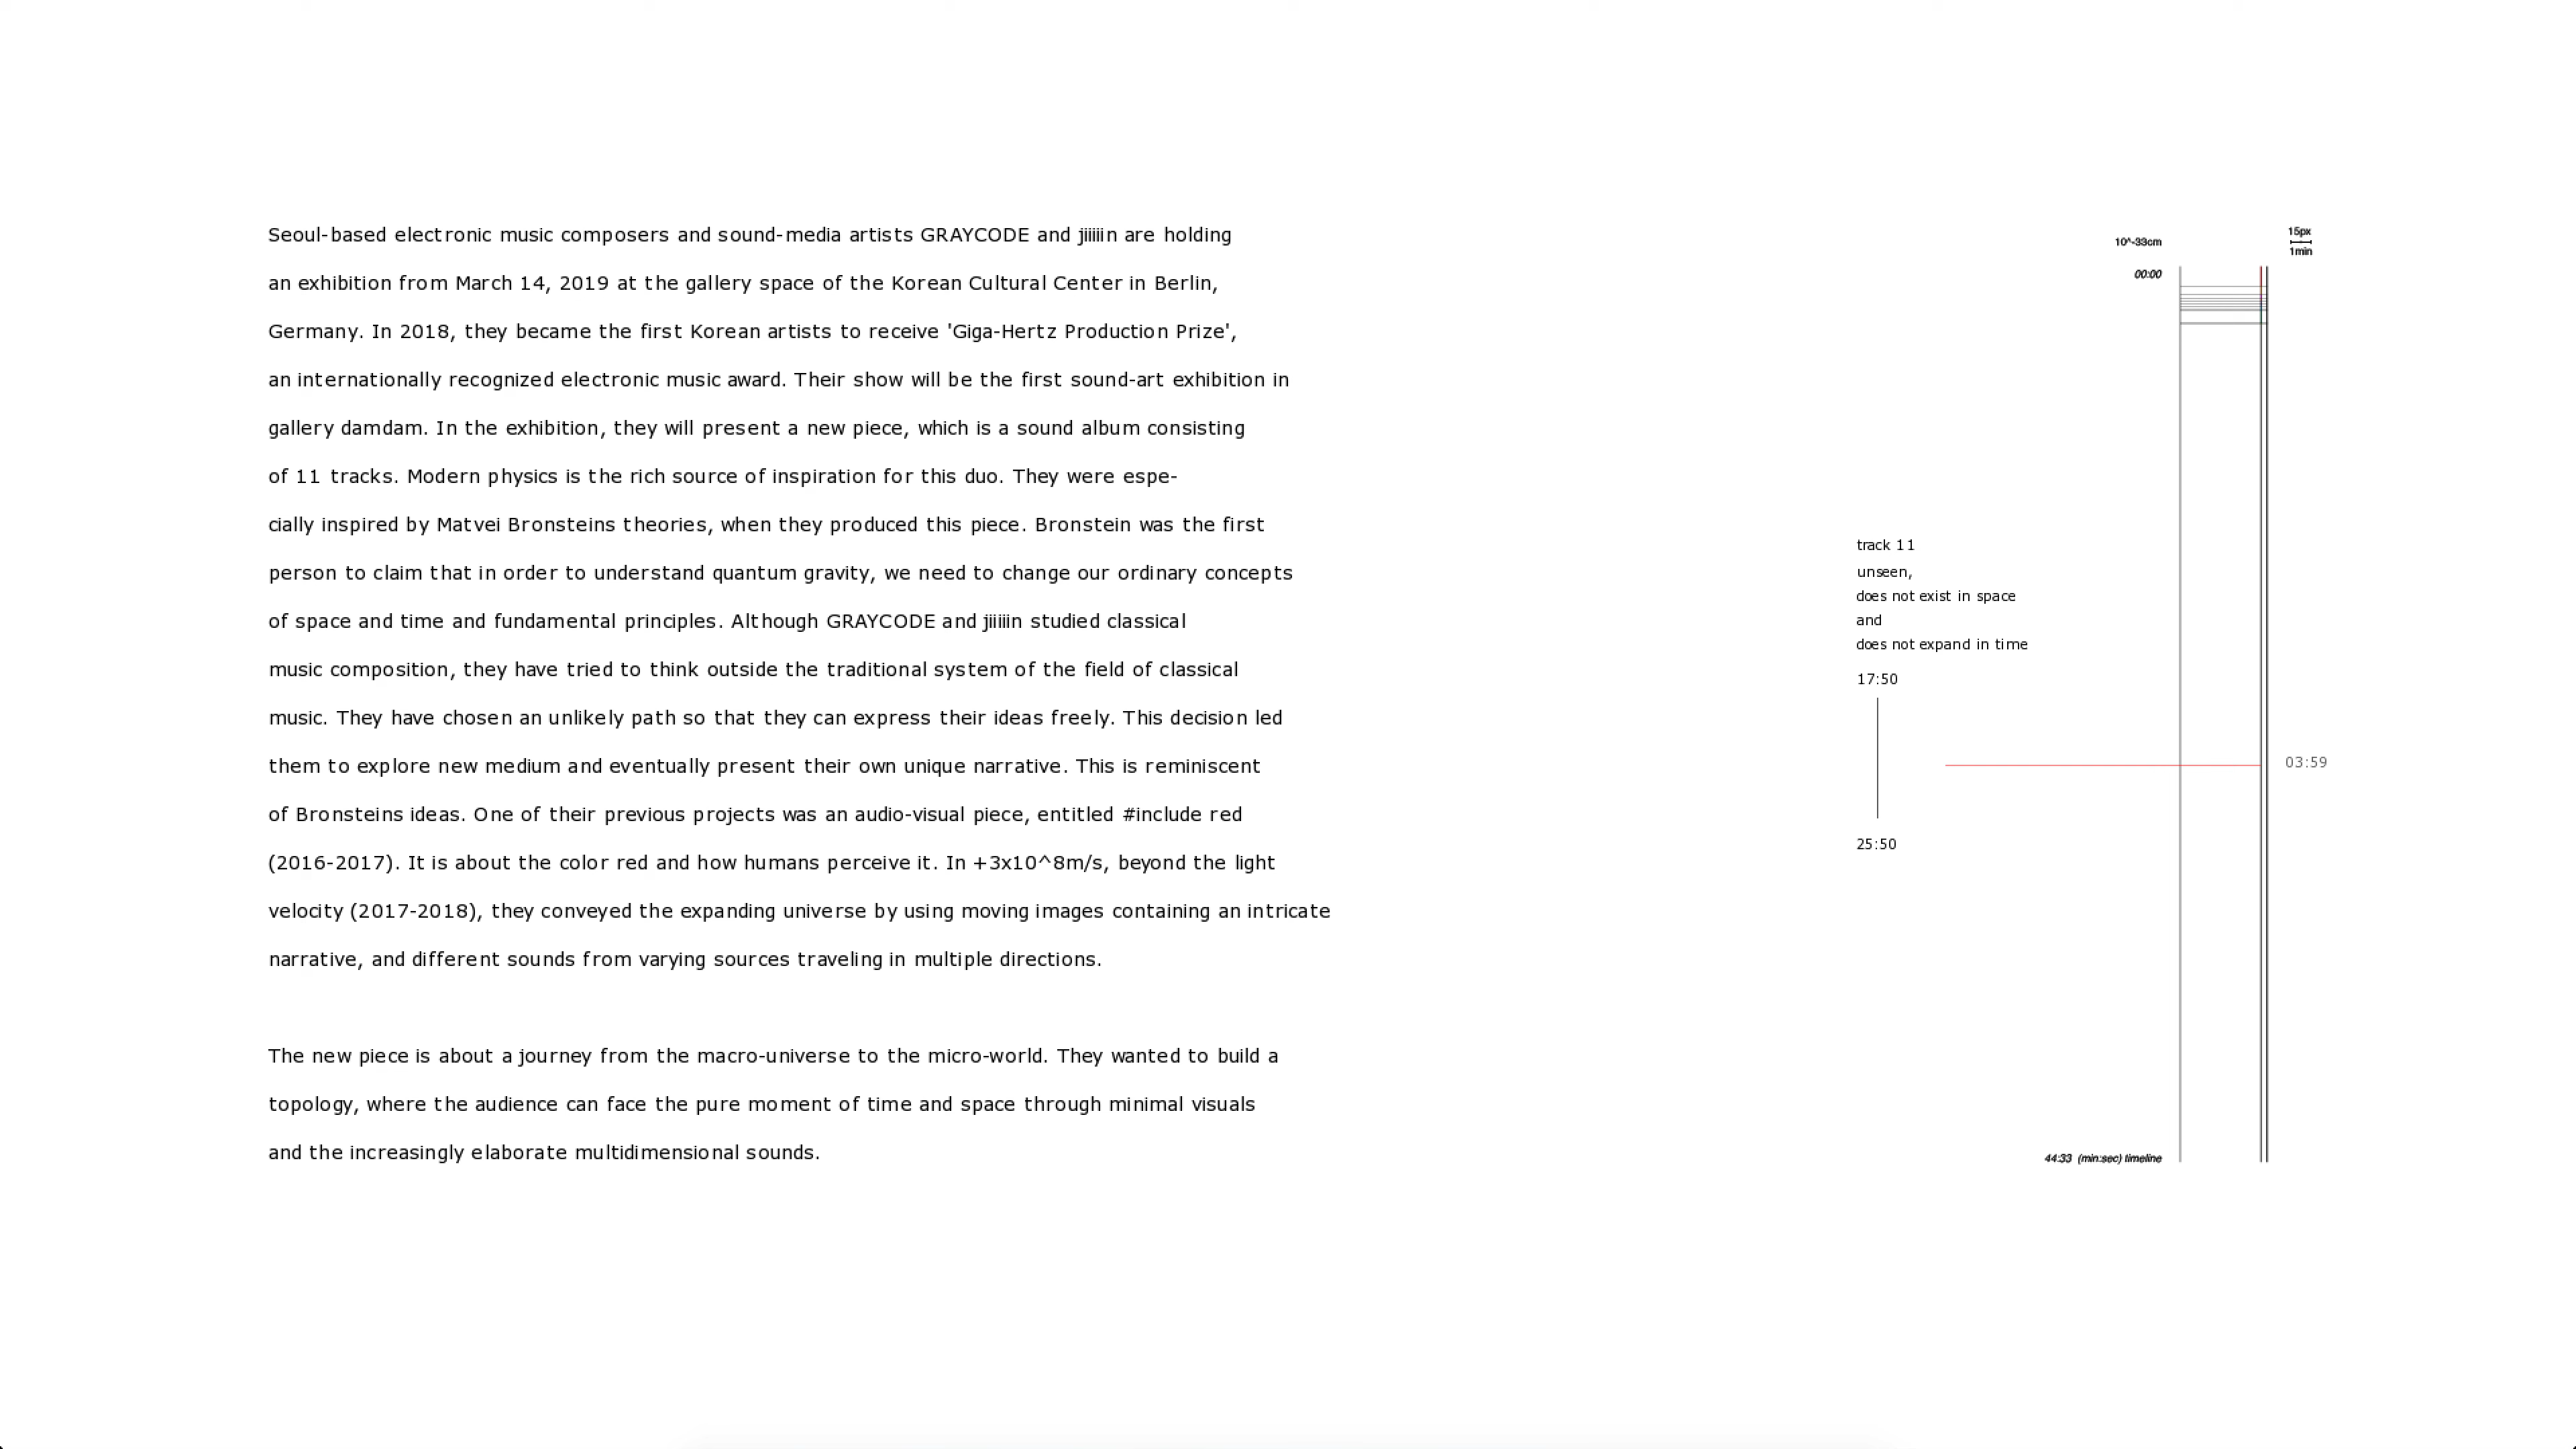 Seoul-based electronic music composers and sound-media artists GRAYCODE and jiiiiin are holding
an exhibition from March 14, 2019 at the gallery space of the Korean Cultural Center in Berlin,
Germany. In 2018, they became the first Korean artists to receive 'Giga-Hertz Production Prize',
an internationally recognized electronic music award. Their show will be the first sound-art exhibition in
gallery damdam. In the exhibition, they will present a new piece, which is a sound album consisting
of 11 tracks. Modern physics is the rich source of inspiration for this duo. They were espe-
cially inspired by Matvei Bronsteins theories, when they produced this piece. Bronstein was the first
person to claim that in order to understand quantum gravity, we need to change our ordinary concepts
of space and time and fundamental principles. Although GRAYCODE and jiiiiin studied classical
music composition, they have tried to think outside the traditional system of the field of classical
music. They have chosen an unlikely path so that they can express their ideas freely. This decision led
them to explore new medium and eventually present their own unique narrative. This is reminiscent
of Bronsteins ideas. One of their previous projects was an audio-visual piece, entitled #include red
(2016-2017). It is about the color red and how humans perceive it. In +3x10^8m/s, beyond the light
velocity (2017-2018), they conveyed the expanding universe by using moving images containing an intricate
narrative, and different sounds from varying sources traveling in multiple directions.
The new piece is about a journey from the macro-universe to the micro-world. They wanted to build a
topology, where the audience can face the pure moment of time and space through minimal visuals
and the increasingly elaborate multidimensional sounds.
track 11
unseen,
does not exist in space
and
does not expand in time
17:50
25:50
10^-33cm
00:00
15px
1min
03:59
44:33 (min:sec) timeline